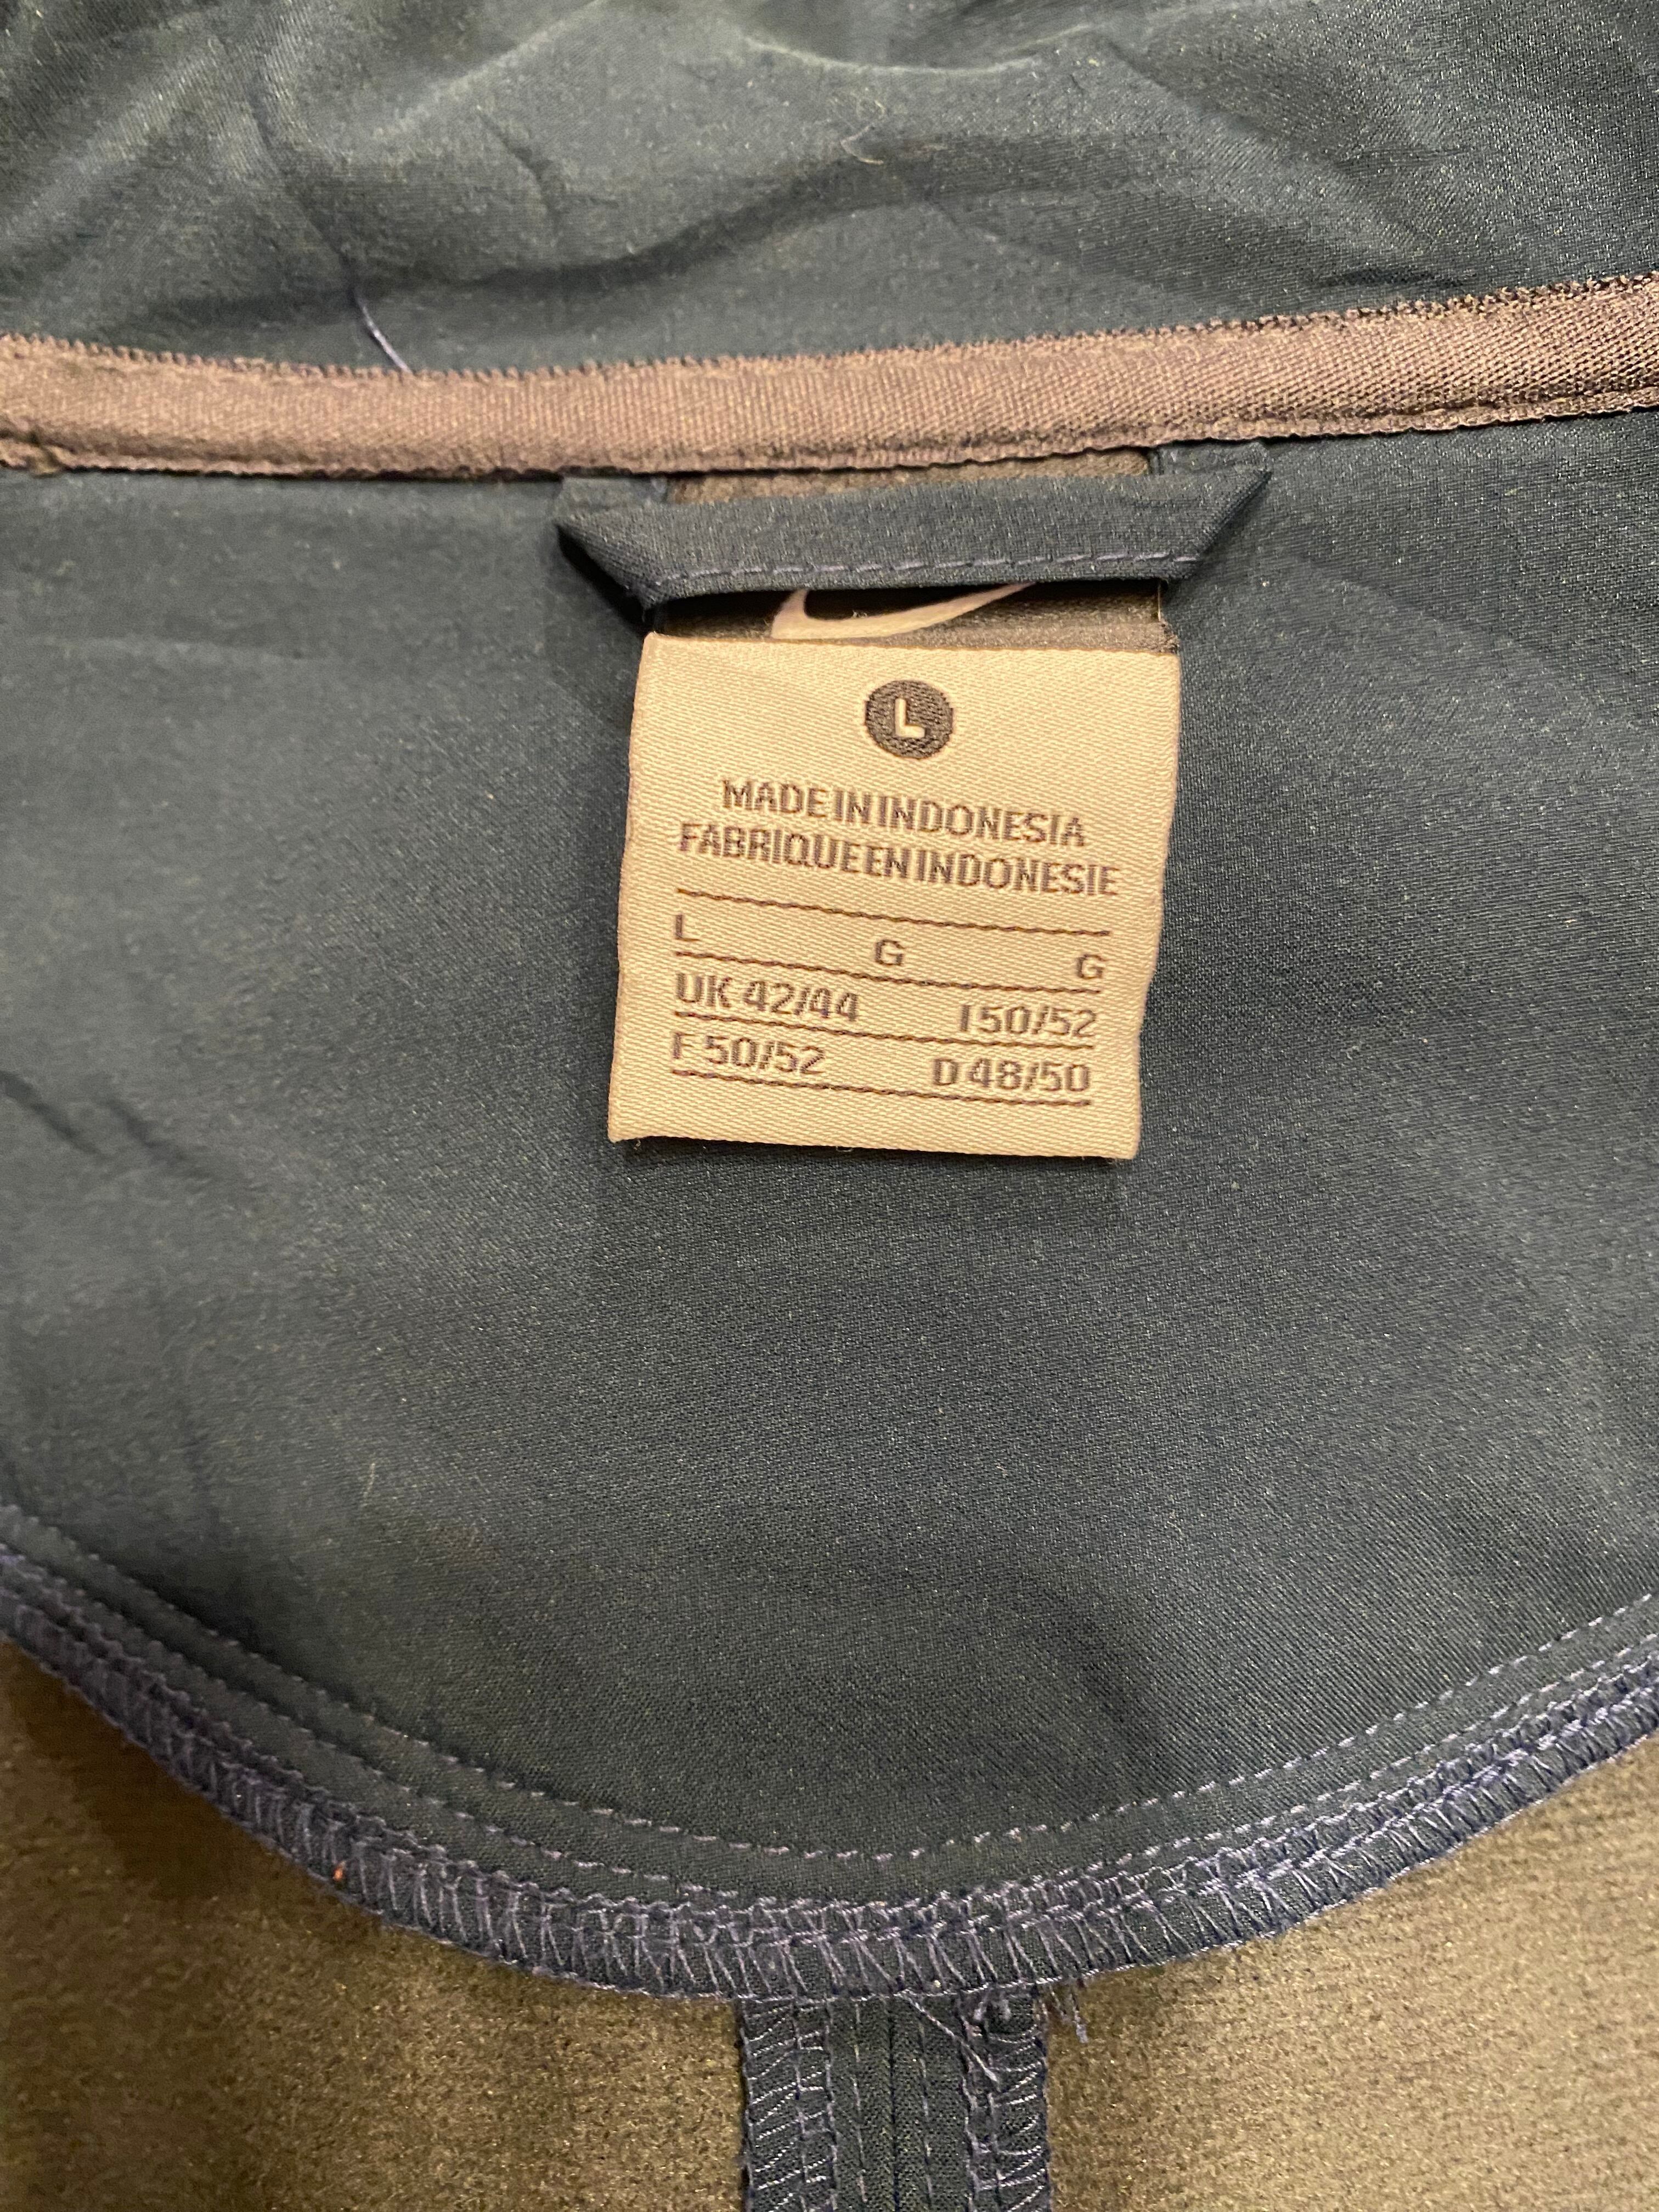 L
MADE IN INDONESIA
FABRIQUE EN INDONESIE
L G G
UK 42/44 I 50/52
F 50/52 D 48/50